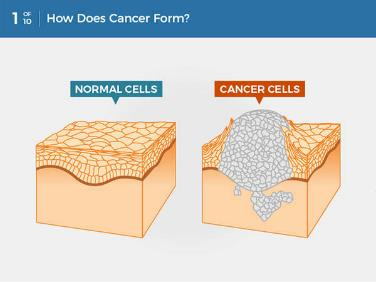 1 OF 10 How Does Cancer Form?
NORMAL CELLS
CANCER CELLS